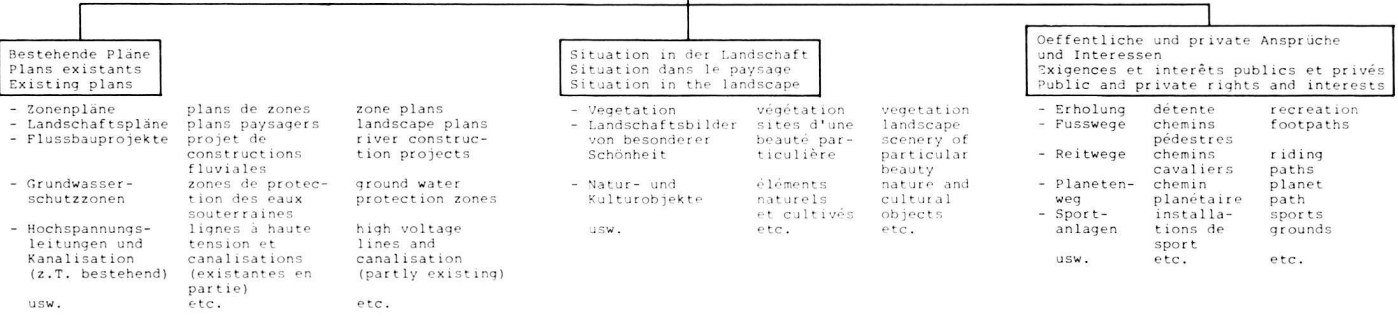 Bestehende Pläne
Plans existants
Existing plans
- Zonenpläne plans de zones zone plans
- Landschaftspläne plans paysagers landscape plans
- Flussbauprojekte projet de river construc-
constructions tion projects
fluviales
- Grundwasser- zones de protec- ground water
schutzzonen tion des eaux protection zones
souterraines
- Hochspannungs- lignes à haute high voltage
leitungen und tension et lines and
Kanalisation canalisations canalisation
(z.T. bestehend) (existantes en (partly existing)
partie)
usw. etc. etc.
Situation in der Landschaft
Situation dans le paysage
Situation in the landscape
- Vegetation végétation vegetation
- Landschaftsbilder sites d'une landscape
von besonderer beauté par- scenery of
Schönheit ticulière particular
beauty
- Natur- und éléments nature and
Kulturobjekte naturels cultural
et cultivés objects
usw. etc. etc.
Oeffentliche und private Ansprüche
und Interessen
Exigences et interêts publics et privés
Public and private rights and interests
- Erholung détente recreation
- Fusswege chemins footpaths
pédestres
- Reitwege chemins riding
cavaliers paths
- Planeten- chemin planet
weg planétaire path
- Sport- installa- sports
anlagen tions de grounds
sport
usw. etc. etc.